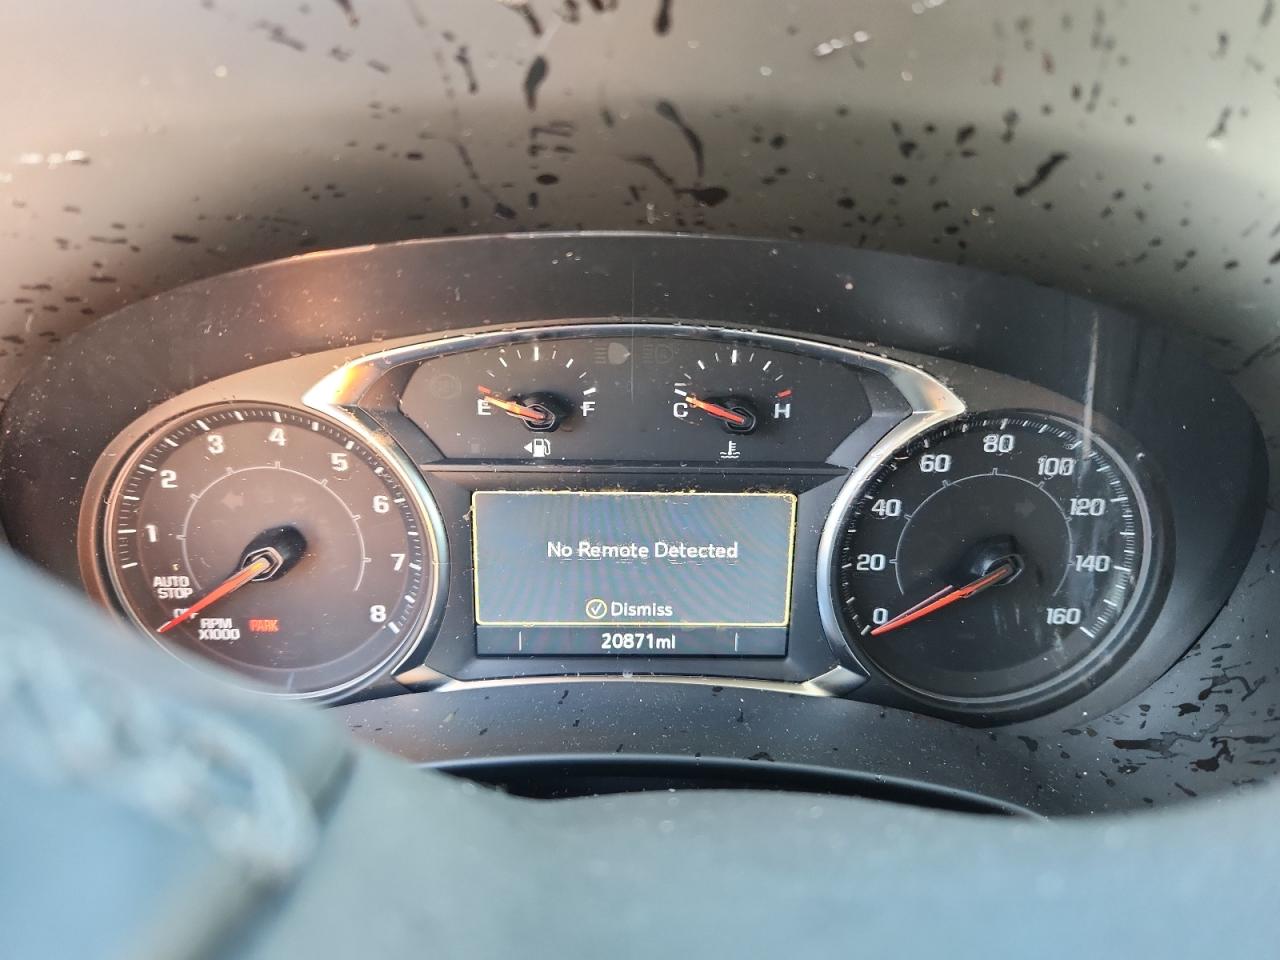 E F C H
1 2 3 4 5 6 7 8
AUTO
STOP
OFF
RPM
X1000
PARK
No Remote Detected
Dismiss
20871mi
0 20 40 60 80 100 120 140 160